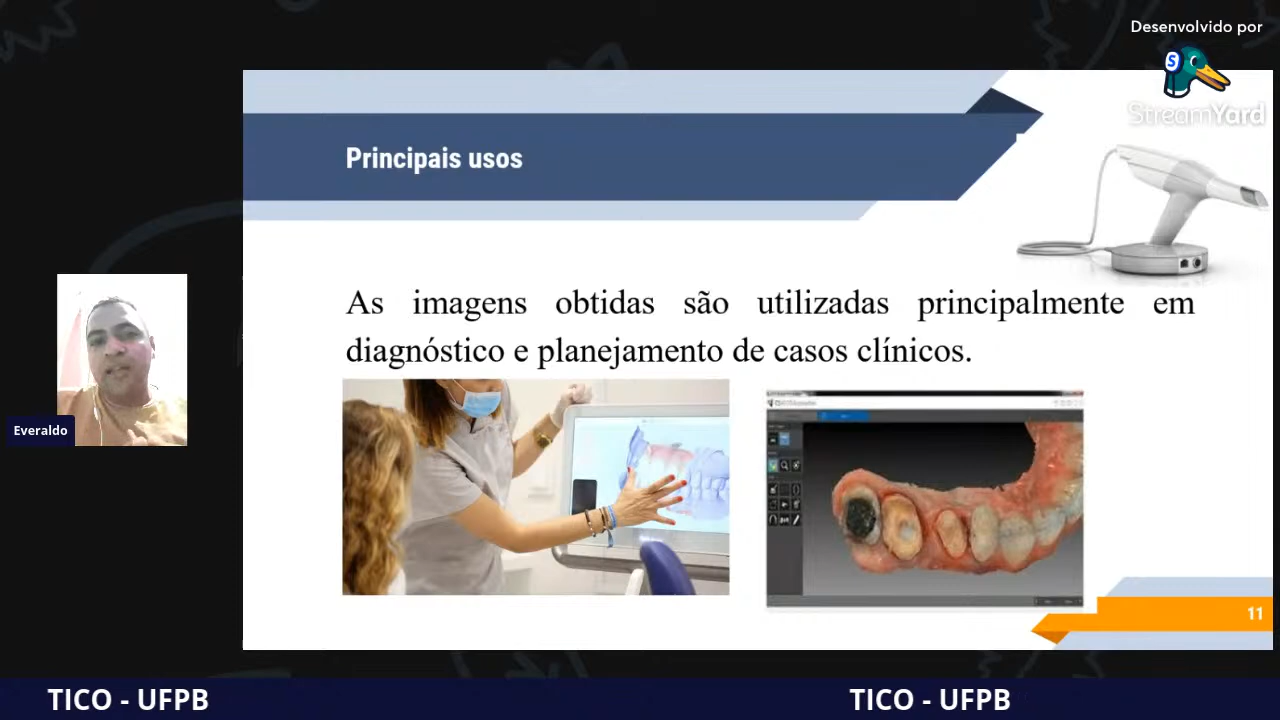 Desenvolvido por
StreamYard
Principais usos
As imagens obtidas são utilizadas principalmente em
diagnóstico e planejamento de casos clínicos.
Everaldo
11
TICO - UFPB
TICO - UFPB